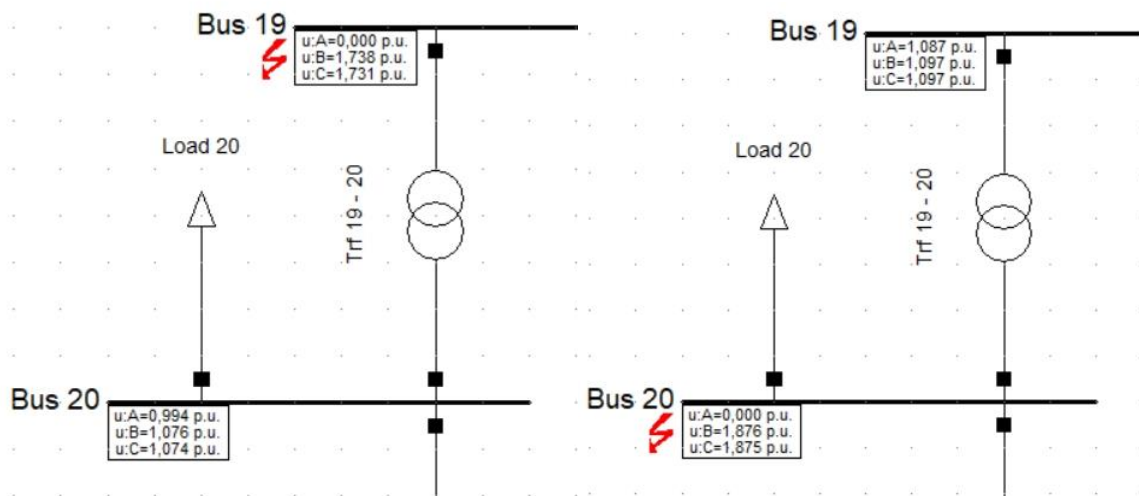 Bus 19
u:A=0,000 p.u.
u:B=1,738 p.u.
u:C=1,731 p.u.
Load 20
Trf 19 - 20
Bus 20
u:A=0,994 p.u.
u:B=1,076 p.u.
u:C=1,074 p.u.
Bus 19
u:A=1,087 p.u.
u:B=1,097 p.u.
u:C=1,097 p.u.
Load 20
Trf 19 - 20
Bus 20
u:A=0,000 p.u.
u:B=1,876 p.u.
u:C=1,875 p.u.